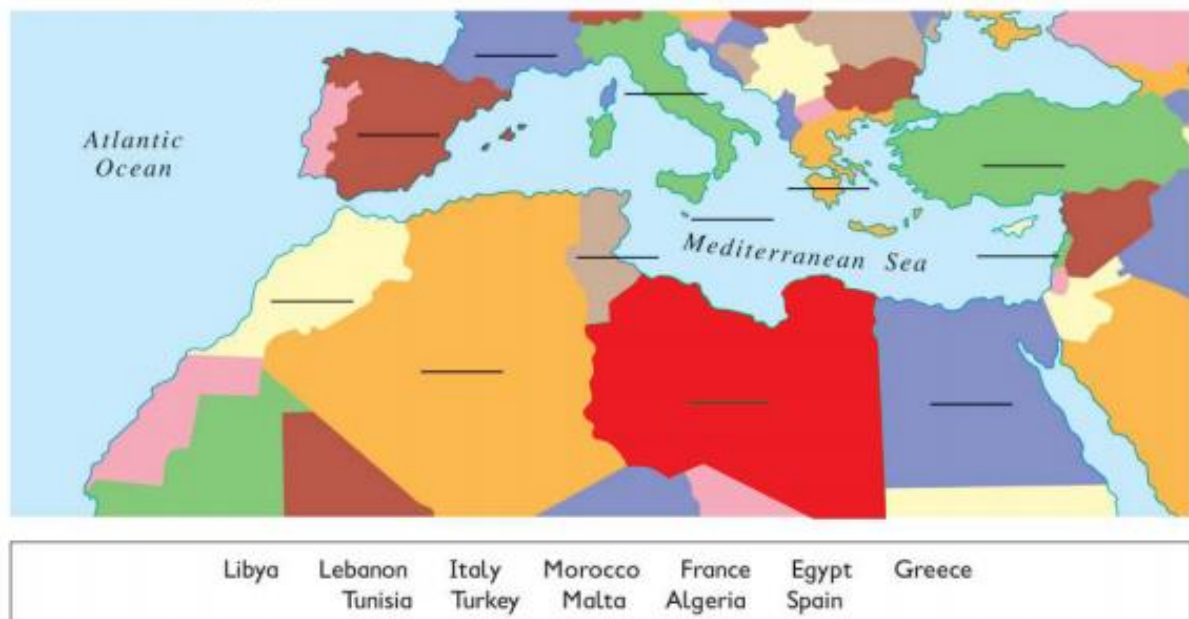 Atlantic
Ocean
Mediterranean Sea
Libya Lebanon Italy Morocco France Egypt Greece
Tunisia Turkey Malta Algeria Spain